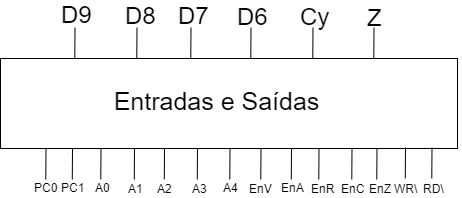 D9 D8 D7 D6 Cy Z
Entradas e Saídas
PC0 PC1 A0 A1 A2 A3 A4 EnV EnA EnR EnC EnZ WR\ RD\